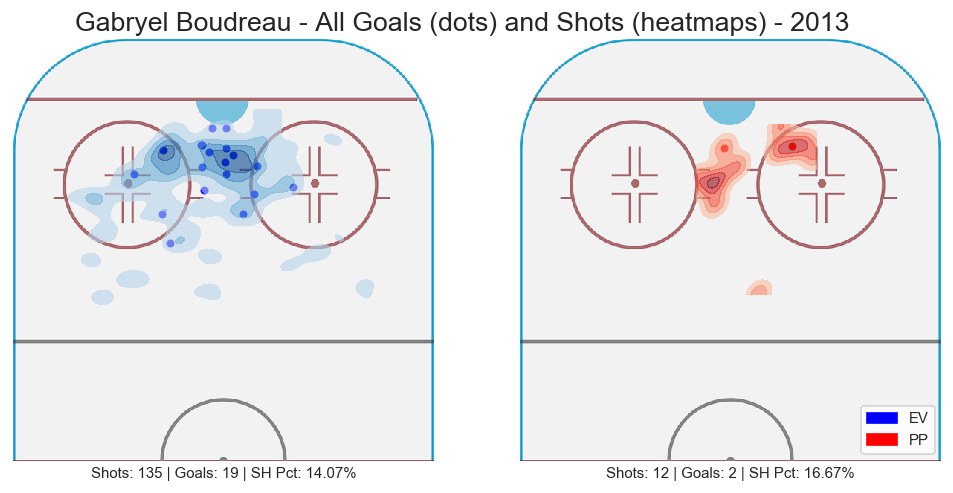 Gabryel Boudreau - All Goals (dots) and Shots (heatmaps) - 2013
EV
PP
Shots: 135 | Goals: 19 | SH Pct: 14.07%
Shots: 12 | Goals: 2 | SH Pct: 16.67%